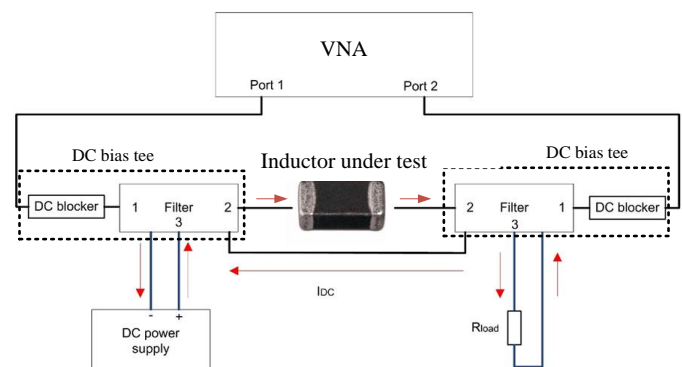 VNA
Port 1
Port 2
DC bias tee
Inductor under test
DC bias tee
DC blocker
1
Filter
3
2
2
Filter
3
1
DC blocker
IDC
-
+
DC power
supply
Rload